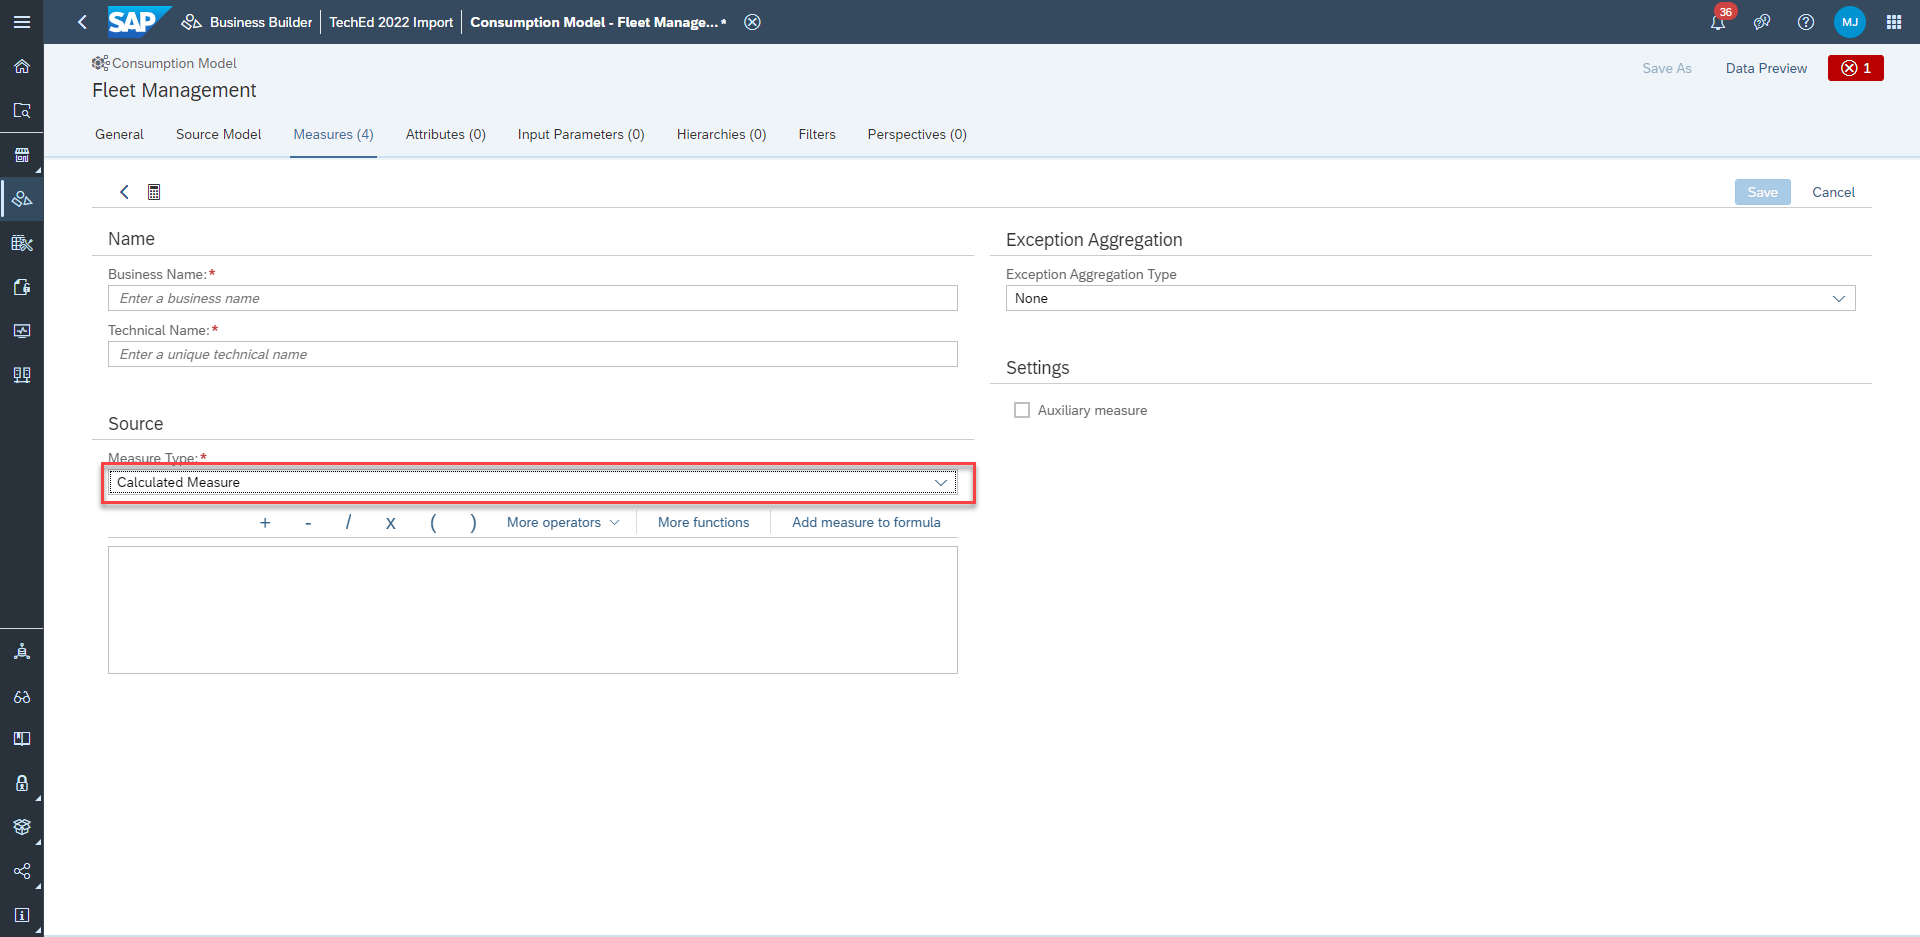 SAP Business Builder TechEd 2022 Import Consumption Model - Fleet Manage... * 36 MJ
Consumption Model
Fleet Management
Save As Data Preview 1
General Source Model Measures (4) Attributes (0) Input Parameters (0) Hierarchies (0) Filters Perspectives (0)
Save Cancel
Name
Business Name:*
Enter a business name
Technical Name:*
Enter a unique technical name
Source
Measure Type:*
Calculated Measure
+ - / x ( ) More operators More functions Add measure to formula
Exception Aggregation
Exception Aggregation Type
None
Settings
Auxiliary measure